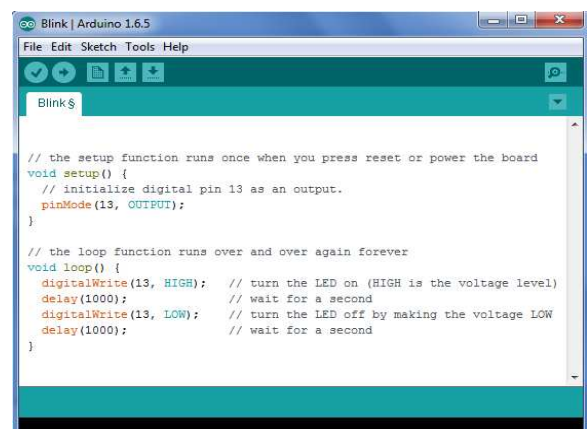 Blink | Arduino 1.6.5
File Edit Sketch Tools Help
Blink §
// the setup function runs once when you press reset or power the board
void setup() {
  // initialize digital pin 13 as an output.
  pinMode(13, OUTPUT);
}
// the loop function runs over and over again forever
void loop() {
  digitalWrite(13, HIGH);   // turn the LED on (HIGH is the voltage level)
  delay(1000);              // wait for a second
  digitalWrite(13, LOW);    // turn the LED off by making the voltage LOW
  delay(1000);              // wait for a second
}